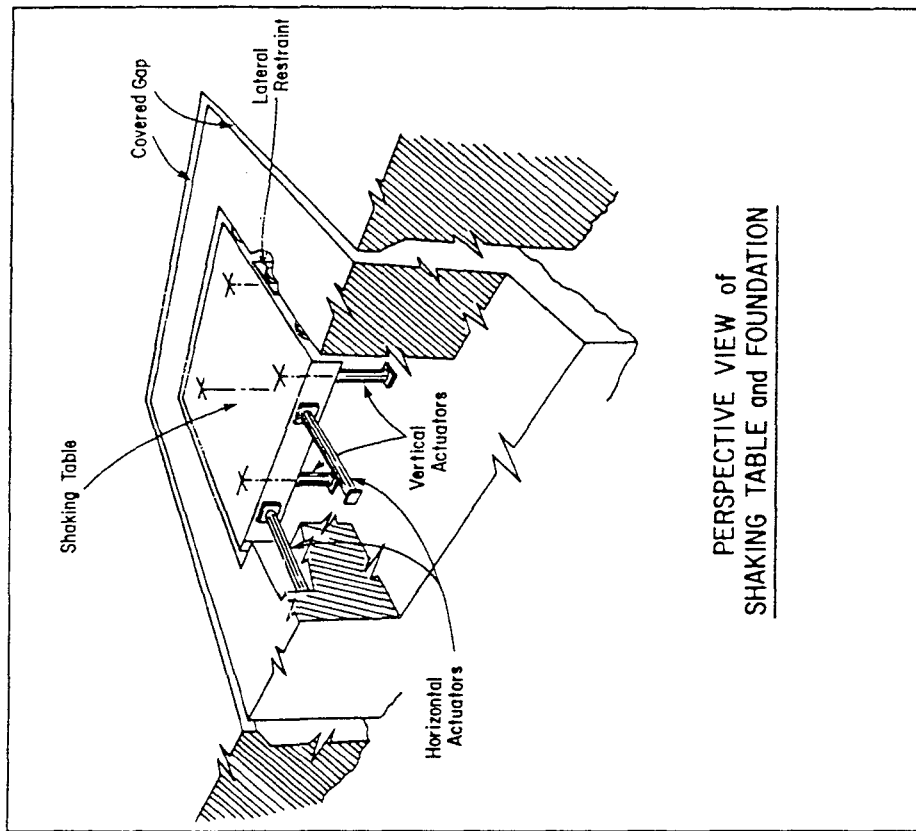 Covered Gap
Lateral
Restraint
Shaking Table
Vertical
Actuators
Horizontal
Actuators
PERSPECTIVE VIEW of
SHAKING TABLE and FOUNDATION